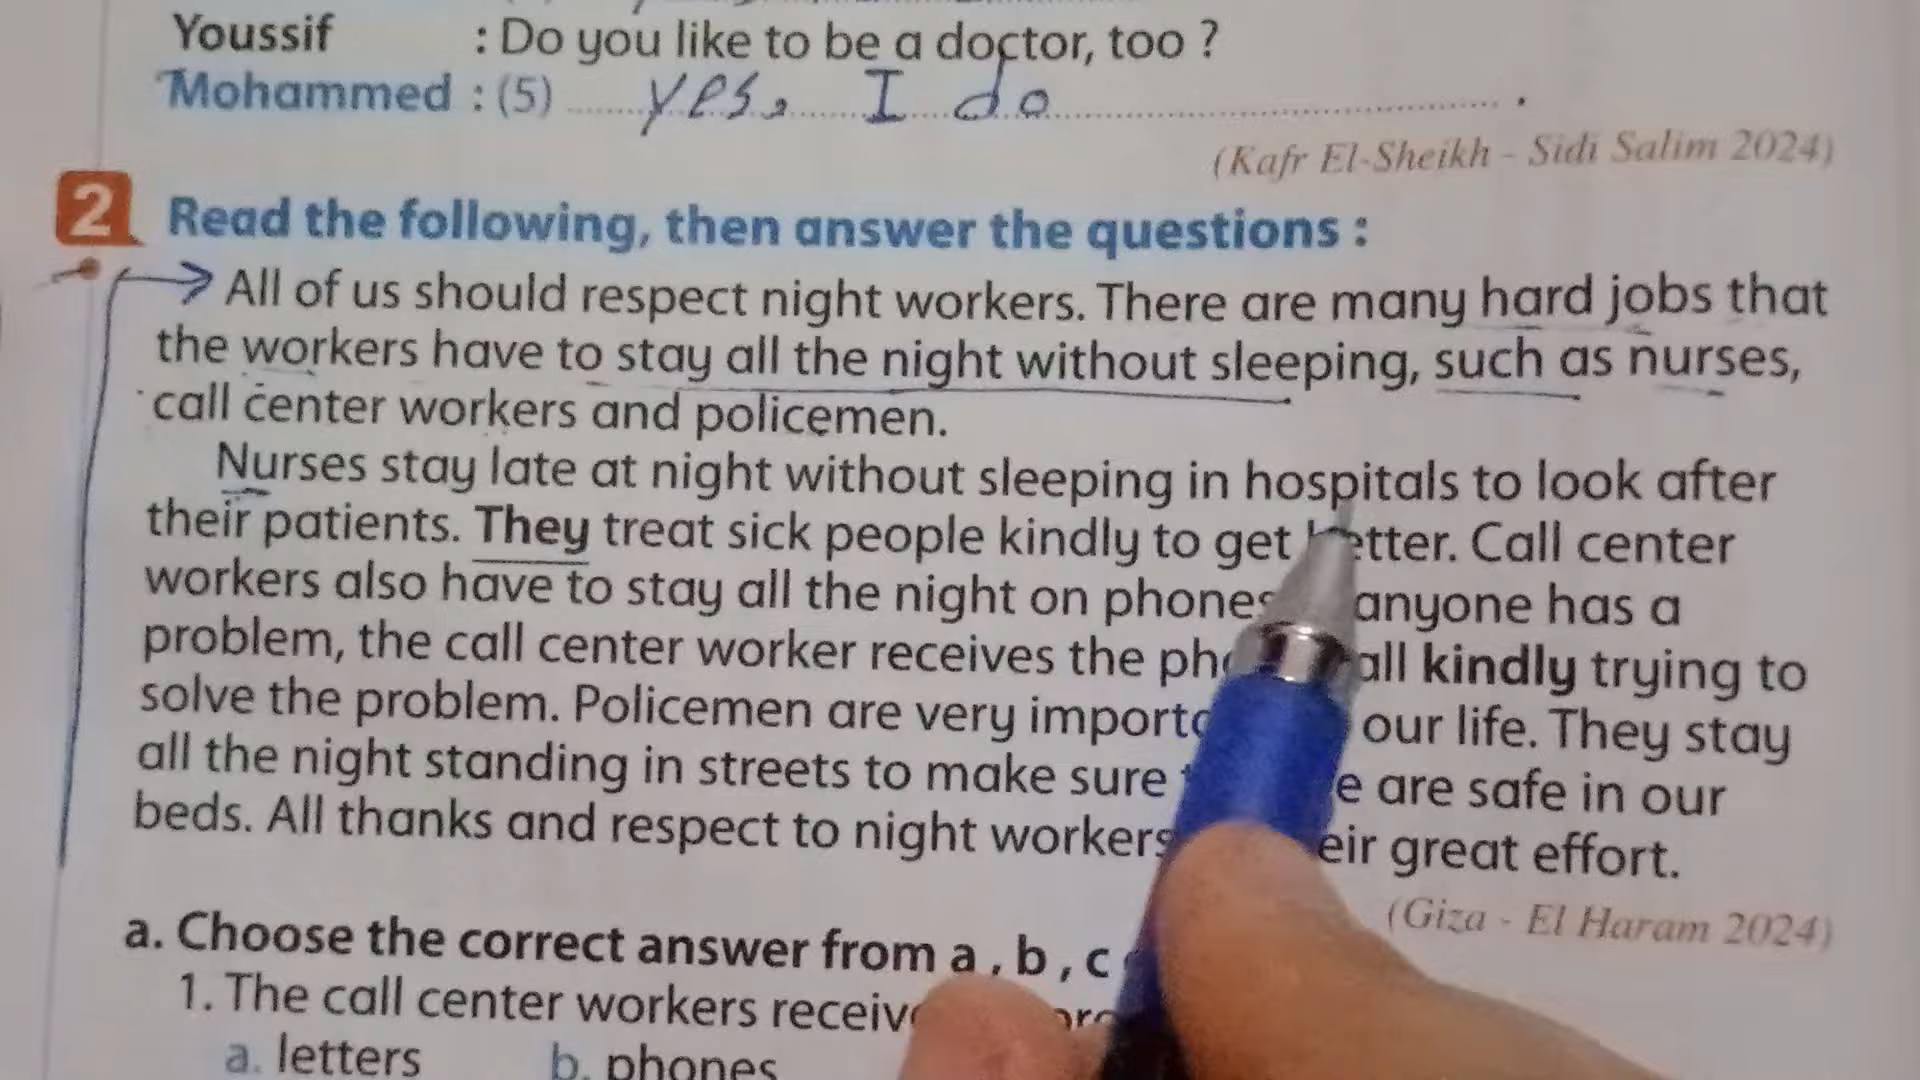 Youssif : Do you like to be a doctor, too ?
Mohammed : (5) yes, I do .
(Kafr El-Sheikh - Sidi Salim 2024)
2 Read the following, then answer the questions :
All of us should respect night workers. There are many hard jobs that
the workers have to stay all the night without sleeping, such as nurses,
call center workers and policemen.
Nurses stay late at night without sleeping in hospitals to look after
their patients. They treat sick people kindly to get better. Call center
workers also have to stay all the night on phones anyone has a
problem, the call center worker receives the all kindly trying to
solve the problem. Policemen are very our life. They stay
all the night standing in streets to make sure are safe in our
beds. All thanks and respect to night workers great effort.
(Giza - El Haram 2024)
a. Choose the correct answer from a , b , c
1. The call center workers
a. letters b. phones